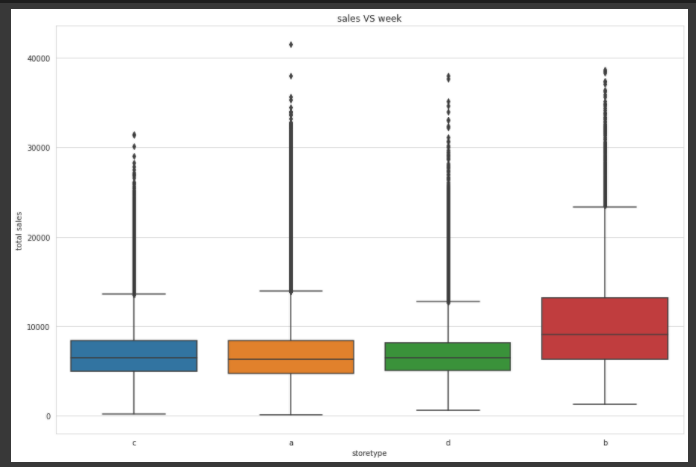 sales VS week
40000
30000
20000
10000
0
total sales
c a d b
storetype